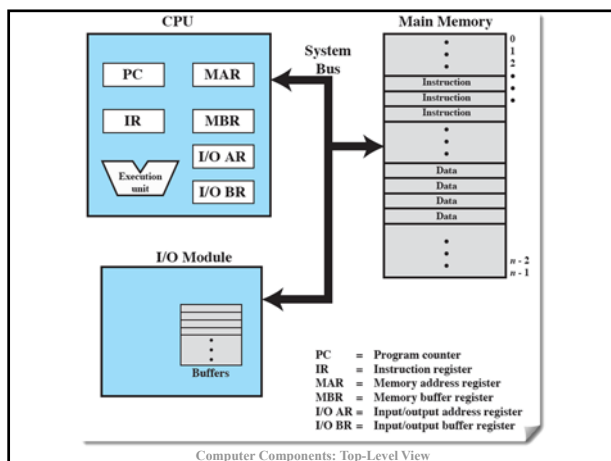 CPU
Main Memory
System
Bus
PC
MAR
IR
MBR
I/O AR
I/O BR
Execution
unit
0
1
2
Instruction
Instruction
Instruction
Data
Data
Data
Data
n - 2
n - 1
I/O Module
Buffers
PC = Program counter
IR = Instruction register
MAR = Memory address register
MBR = Memory buffer register
I/O AR = Input/output address register
I/O BR = Input/output buffer register
Computer Components: Top-Level View